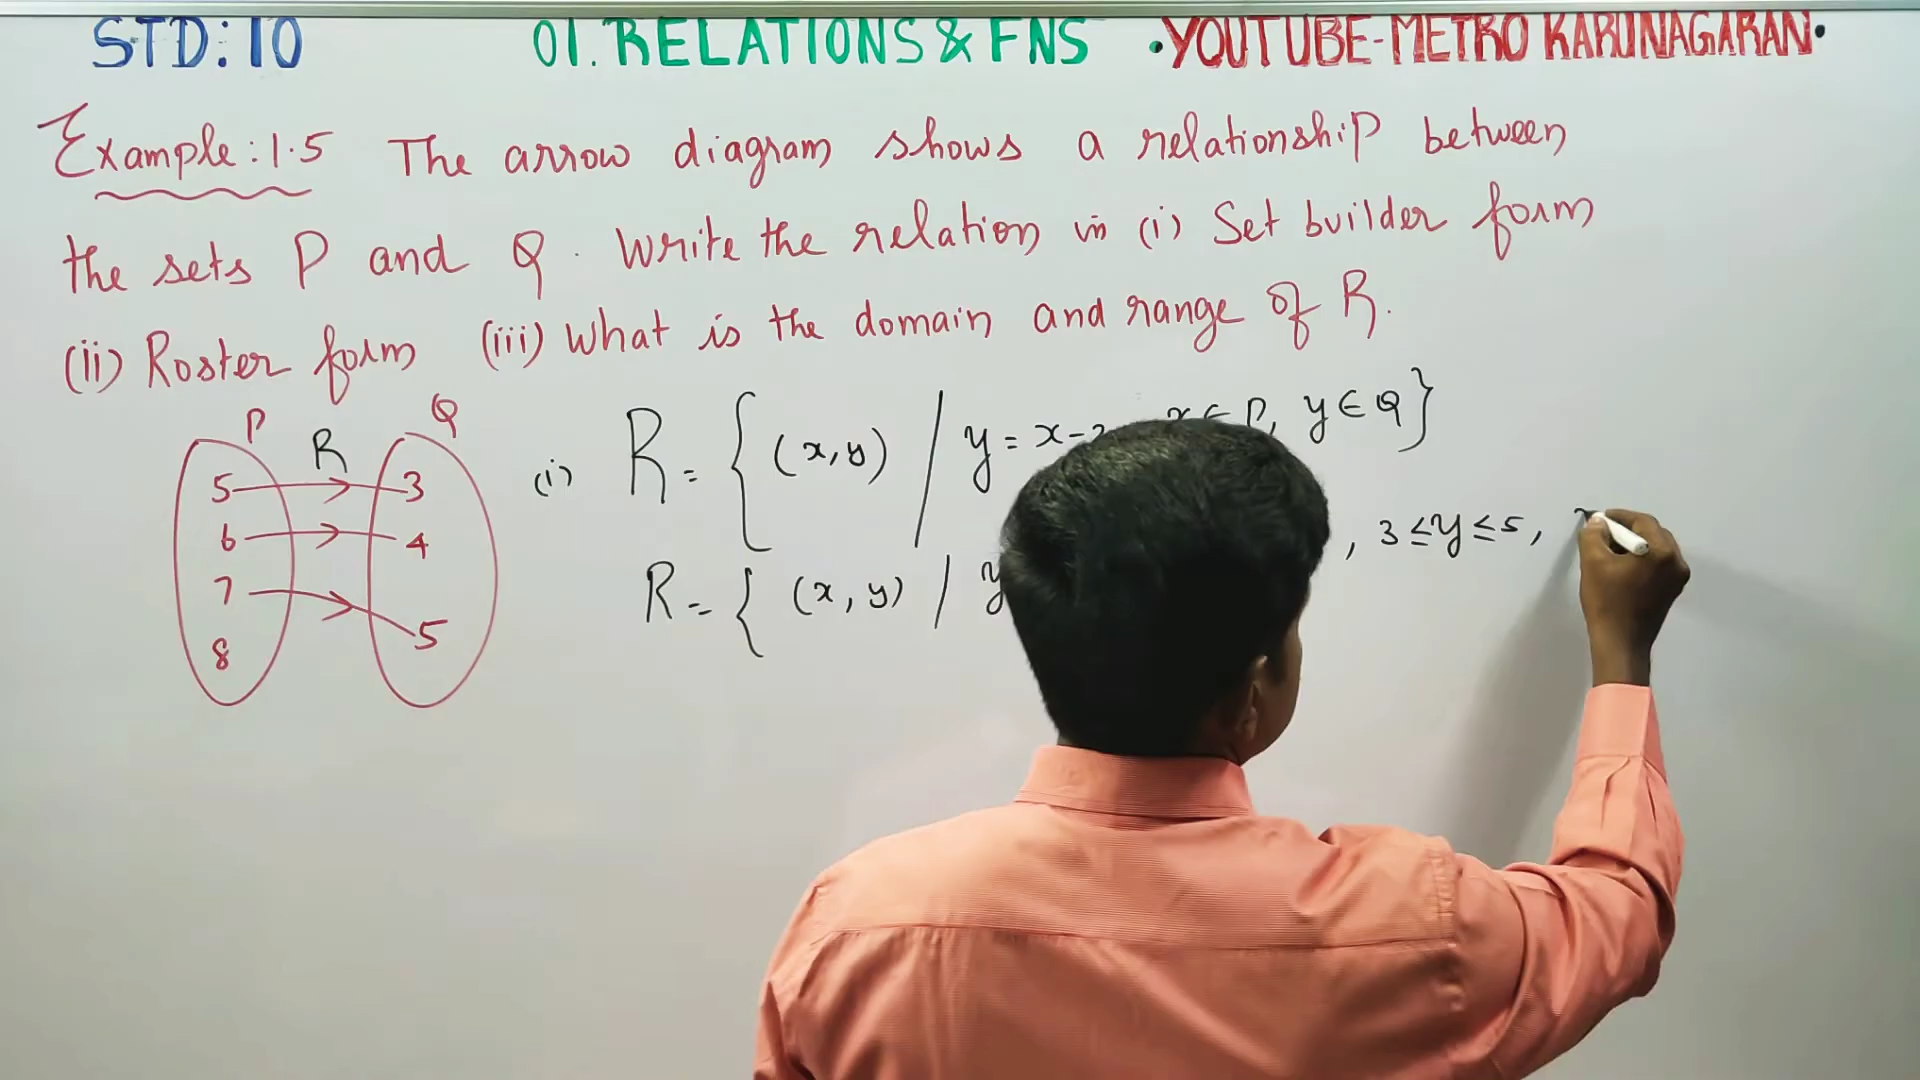 STD: 10 01. RELATIONS & FNS •YOUTUBE-METRO KARUNAGARAN•
Example: 1.5 The arrow diagram shows a relationship between
the sets P and Q. Write the relation in (i) Set builder form
(ii) Roster form (iii) What is the domain and range of R.
P R Q
5 3
6 4
7 5
8
(i) R = { (x, y) / y = x - 2, x ∈ P, y ∈ Q }
R = { (x, y) / y , 3 ≤ y ≤ 5,